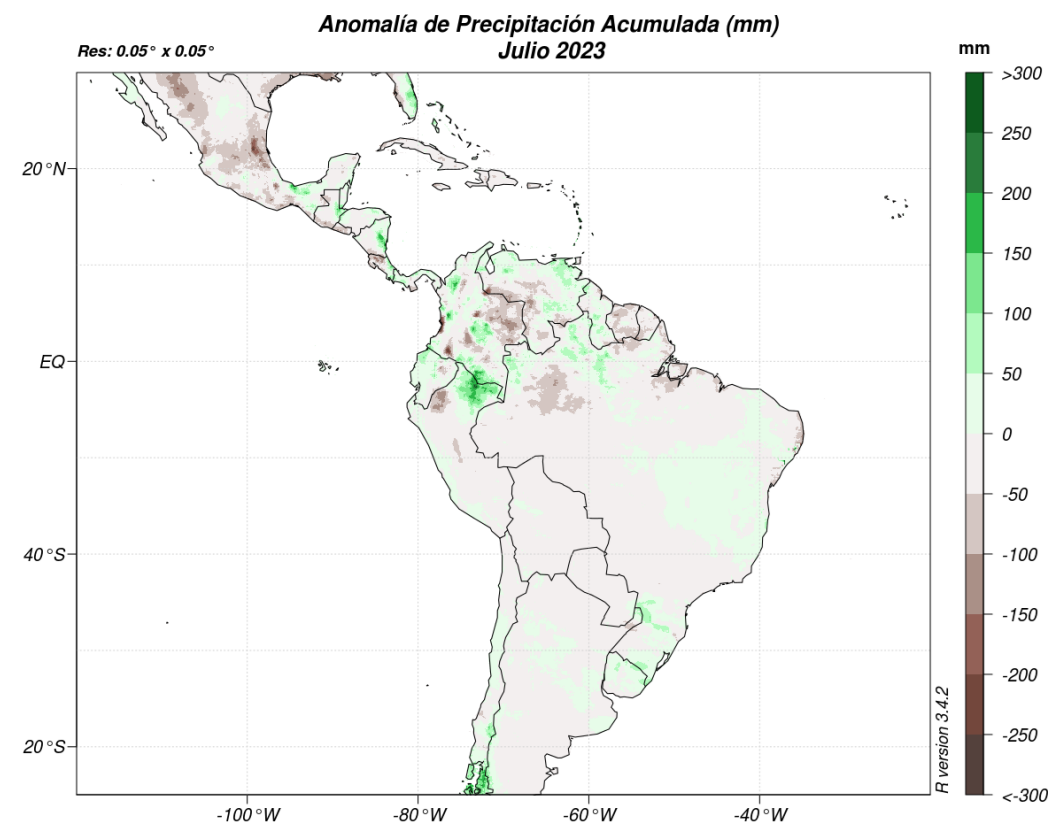 Anomalía de Precipitación Acumulada (mm)
Julio 2023
Res: 0.05° x 0.05°
mm
>300
250
200
150
100
50
0
-50
-100
-150
-200
-250
<-300
20°N
EQ
40°S
20°S
-100°W
-80°W
-60°W
-40°W
R version 3.4.2